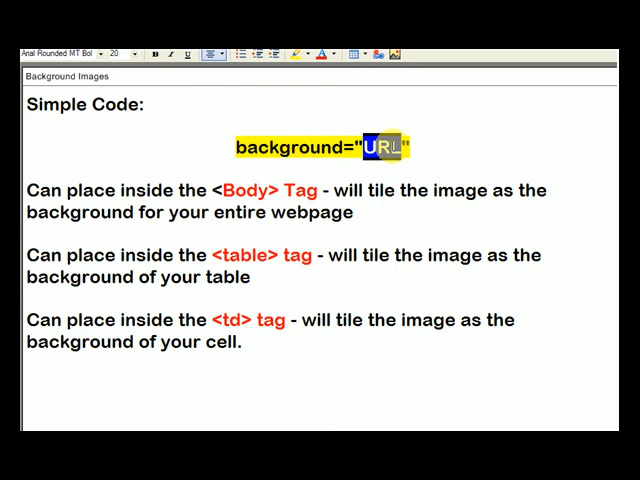 Arial Rounded MT Bol 20 B I U A
Background Images
Simple Code:
background="URL"
Can place inside the <Body> Tag - will tile the image as the
background for your entire webpage
Can place inside the <table> tag - will tile the image as the
background of your table
Can place inside the <td> tag - will tile the image as the
background of your cell.